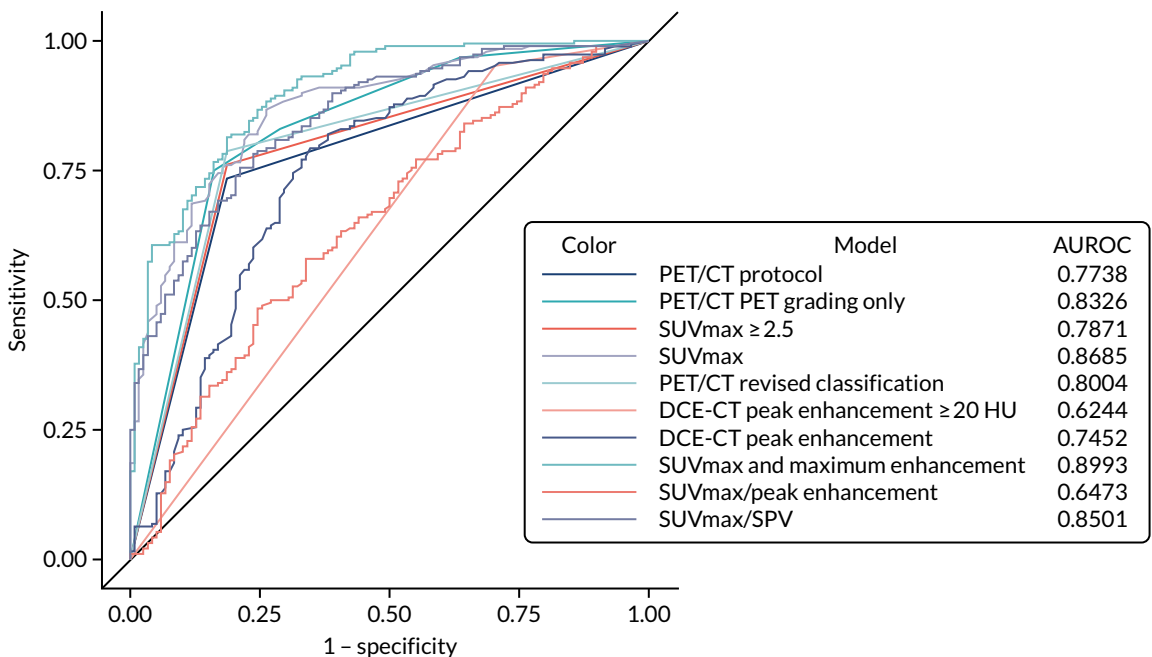 1.00
0.75
0.50
0.25
0.00
Sensitivity
0.00 0.25 0.50 0.75 1.00
1 – specificity
Color Model AUROC
PET/CT protocol 0.7738
PET/CT PET grading only 0.8326
SUVmax ≥2.5 0.7871
SUVmax 0.8685
PET/CT revised classification 0.8004
DCE-CT peak enhancement ≥20 HU 0.6244
DCE-CT peak enhancement 0.7452
SUVmax and maximum enhancement 0.8993
SUVmax/peak enhancement 0.6473
SUVmax/SPV 0.8501